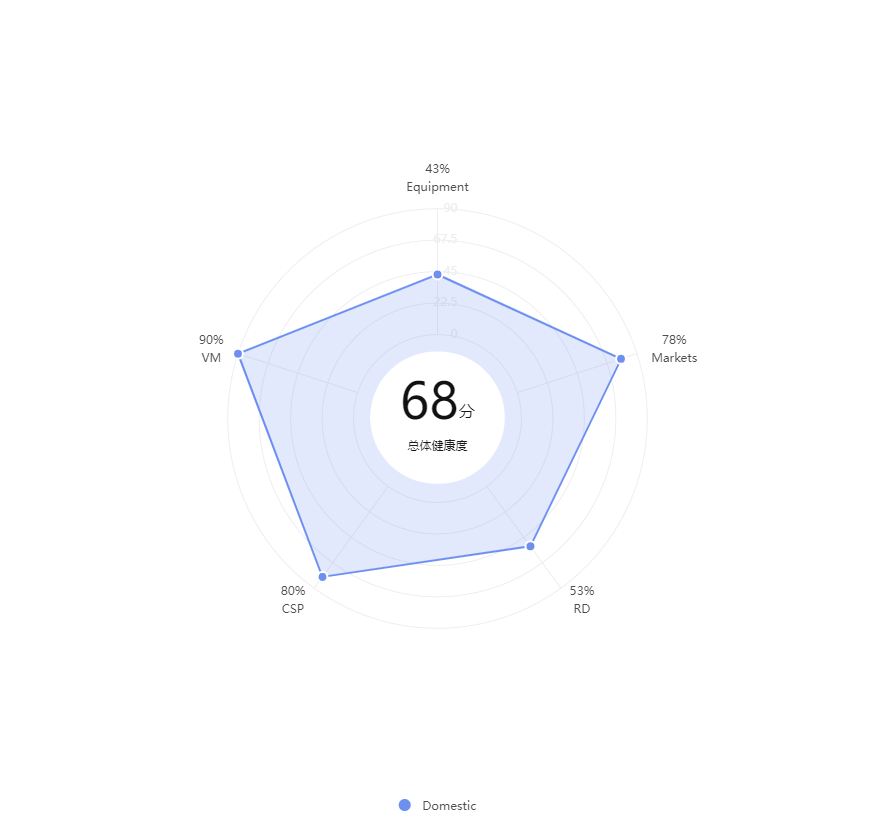 43%
Equipment
90
67.5
45
22.5
0
90%
VM
78%
Markets
68分
总体健康度
80%
CSP
53%
RD
Domestic